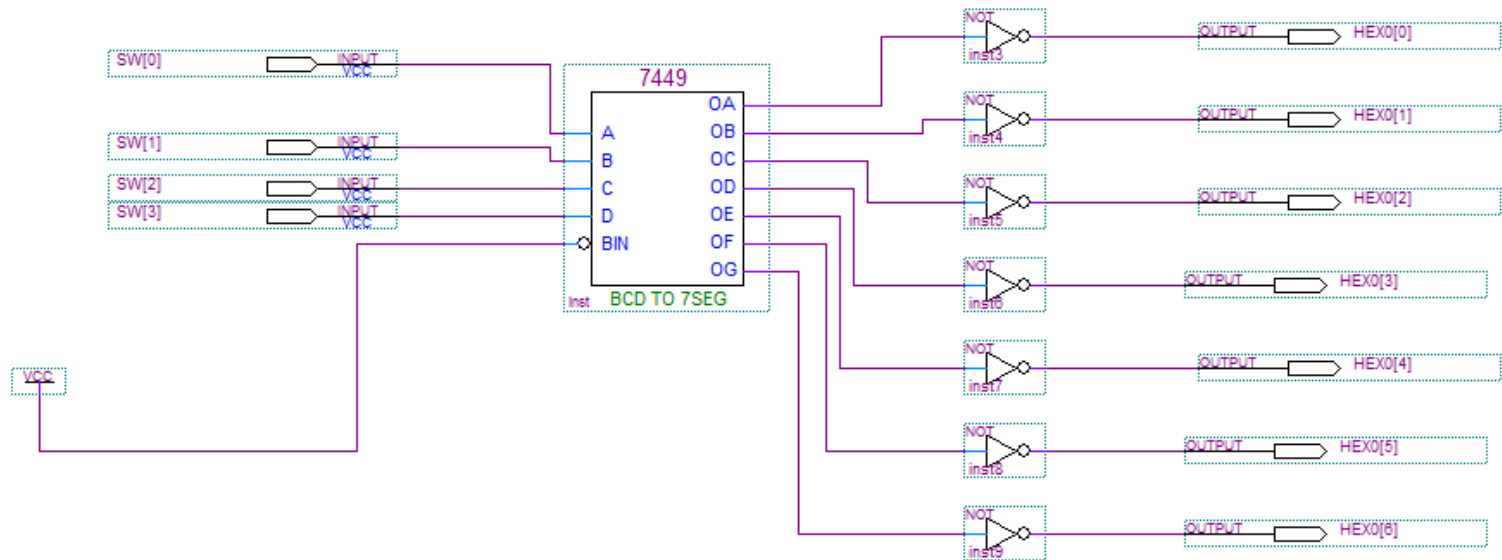 NOT
inst3
OUTPUT
HEX0[0]
SW[0]
INPUT
VCC
7449
OA
OB
OC
OD
OE
OF
OG
A
B
C
D
BIN
inst
BCD TO 7SEG
NOT
inst4
OUTPUT
HEX0[1]
SW[1]
INPUT
VCC
SW[2]
INPUT
VCC
SW[3]
INPUT
VCC
NOT
inst5
OUTPUT
HEX0[2]
NOT
inst6
OUTPUT
HEX0[3]
VCC
NOT
inst7
OUTPUT
HEX0[4]
NOT
inst8
OUTPUT
HEX0[5]
NOT
inst9
OUTPUT
HEX0[6]